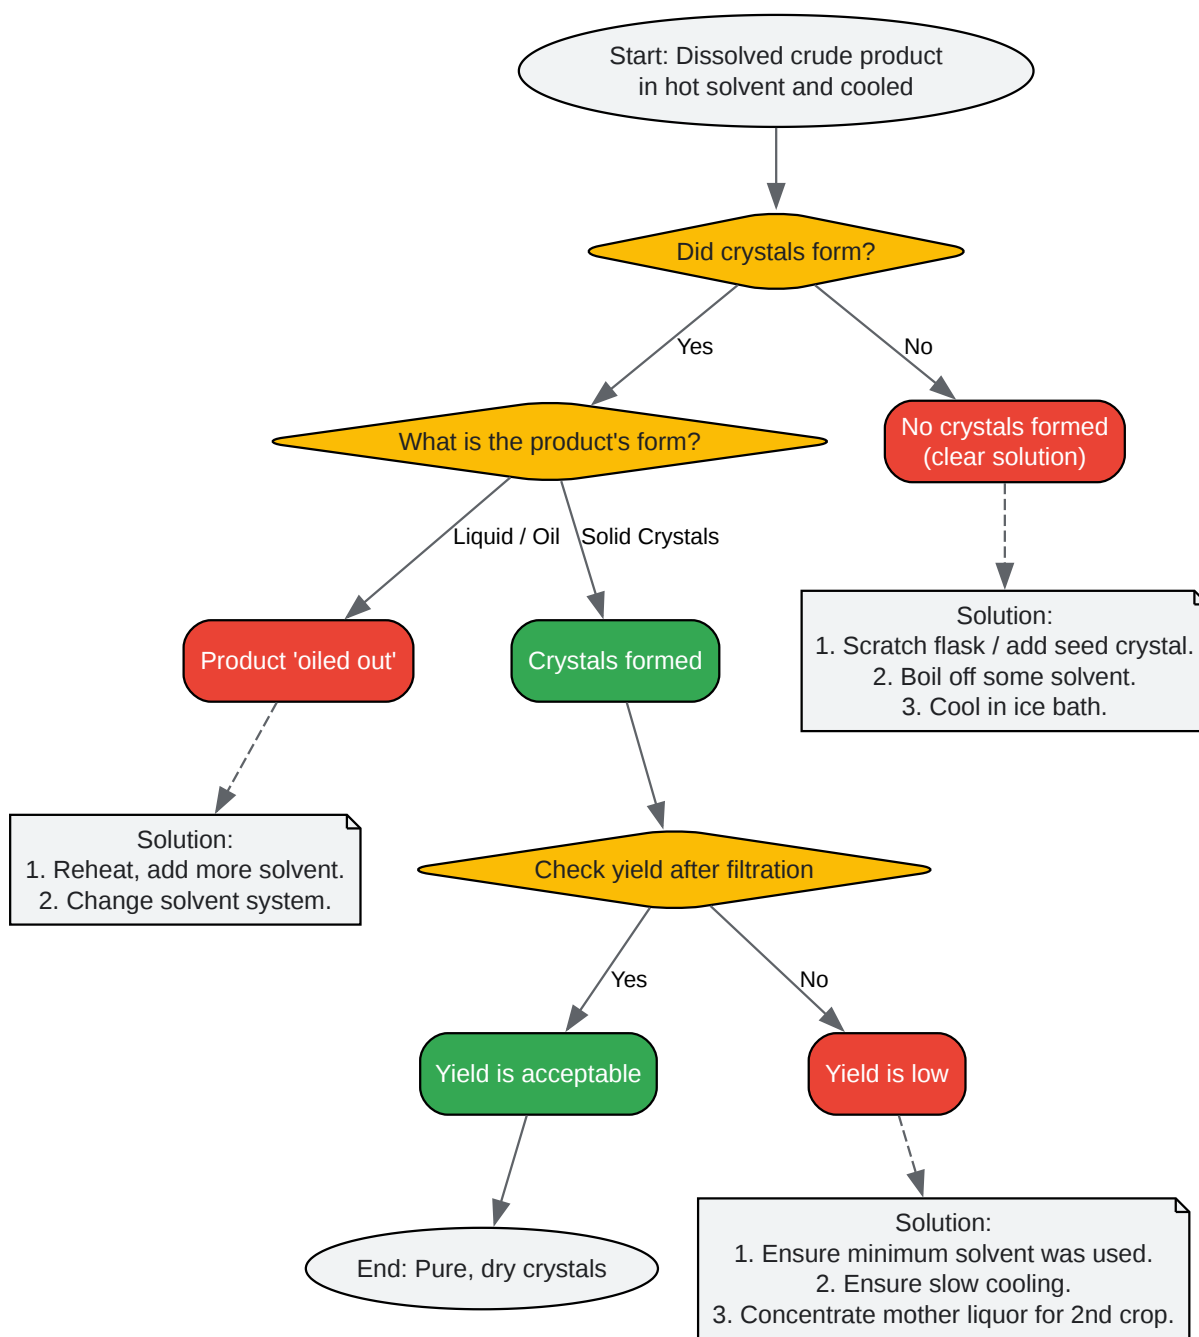 Start: Dissolved crude product
in hot solvent and cooled
Did crystals form?
Yes
No
What is the product's form?
No crystals formed
(clear solution)
Liquid / Oil
Solid Crystals
Solution:
1. Scratch flask / add seed crystal.
2. Boil off some solvent.
3. Cool in ice bath.
Product 'oiled out'
Crystals formed
Solution:
1. Reheat, add more solvent.
2. Change solvent system.
Check yield after filtration
Yes
No
Yield is acceptable
Yield is low
End: Pure, dry crystals
Solution:
1. Ensure minimum solvent was used.
2. Ensure slow cooling.
3. Concentrate mother liquor for 2nd crop.